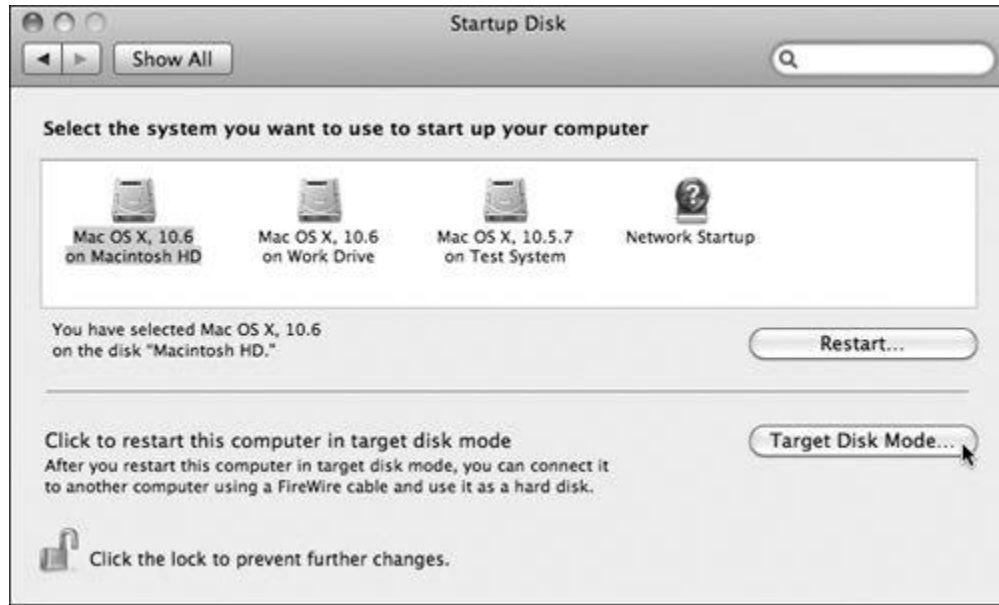 Startup Disk
Show All
Select the system you want to use to start up your computer
Mac OS X, 10.6
on Macintosh HD
Mac OS X, 10.6
on Work Drive
Mac OS X, 10.5.7
on Test System
Network Startup
You have selected Mac OS X, 10.6
on the disk "Macintosh HD."
Restart...
Click to restart this computer in target disk mode
Target Disk Mode...
After you restart this computer in target disk mode, you can connect it
to another computer using a FireWire cable and use it as a hard disk.
Click the lock to prevent further changes.